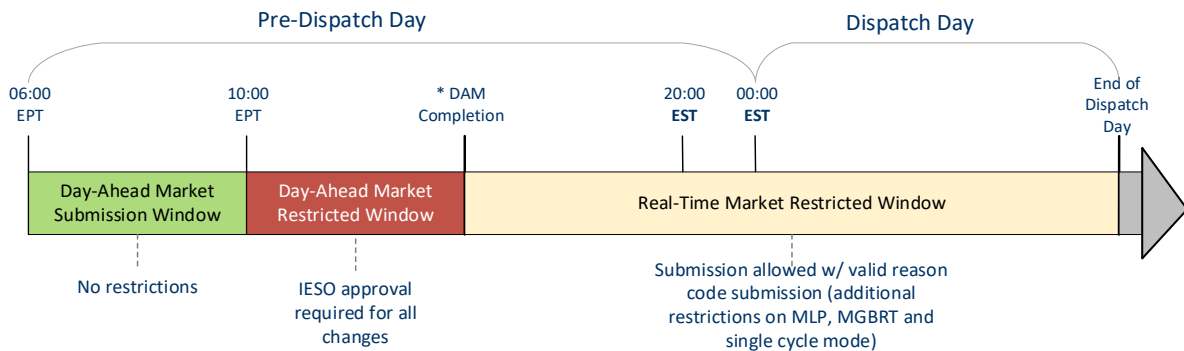 Pre-Dispatch Day
Dispatch Day
06:00
EPT
10:00
EPT
* DAM
Completion
20:00
EST
00:00
EST
End of
Dispatch
Day
Day-Ahead Market
Submission Window
Day-Ahead Market
Restricted Window
Real-Time Market Restricted Window
No restrictions
IESO approval
required for all
changes
Submission allowed w/ valid reason
code submission (additional
restrictions on MLP, MGBRT and
single cycle mode)